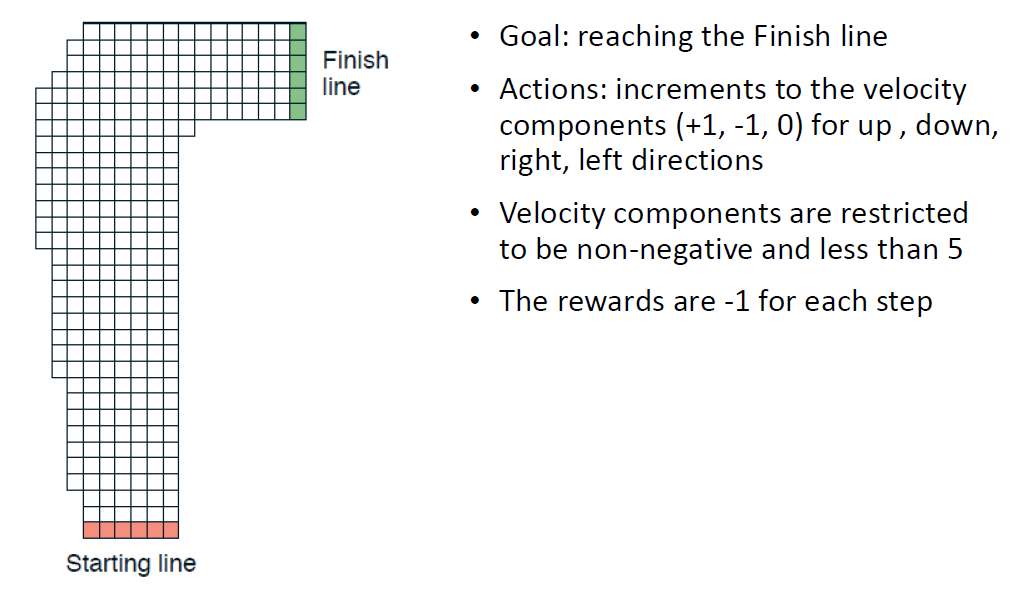 Finish
line
• Goal: reaching the Finish line
• Actions: increments to the velocity
components (+1, -1, 0) for up , down,
right, left directions
• Velocity components are restricted
to be non-negative and less than 5
• The rewards are -1 for each step
Starting line